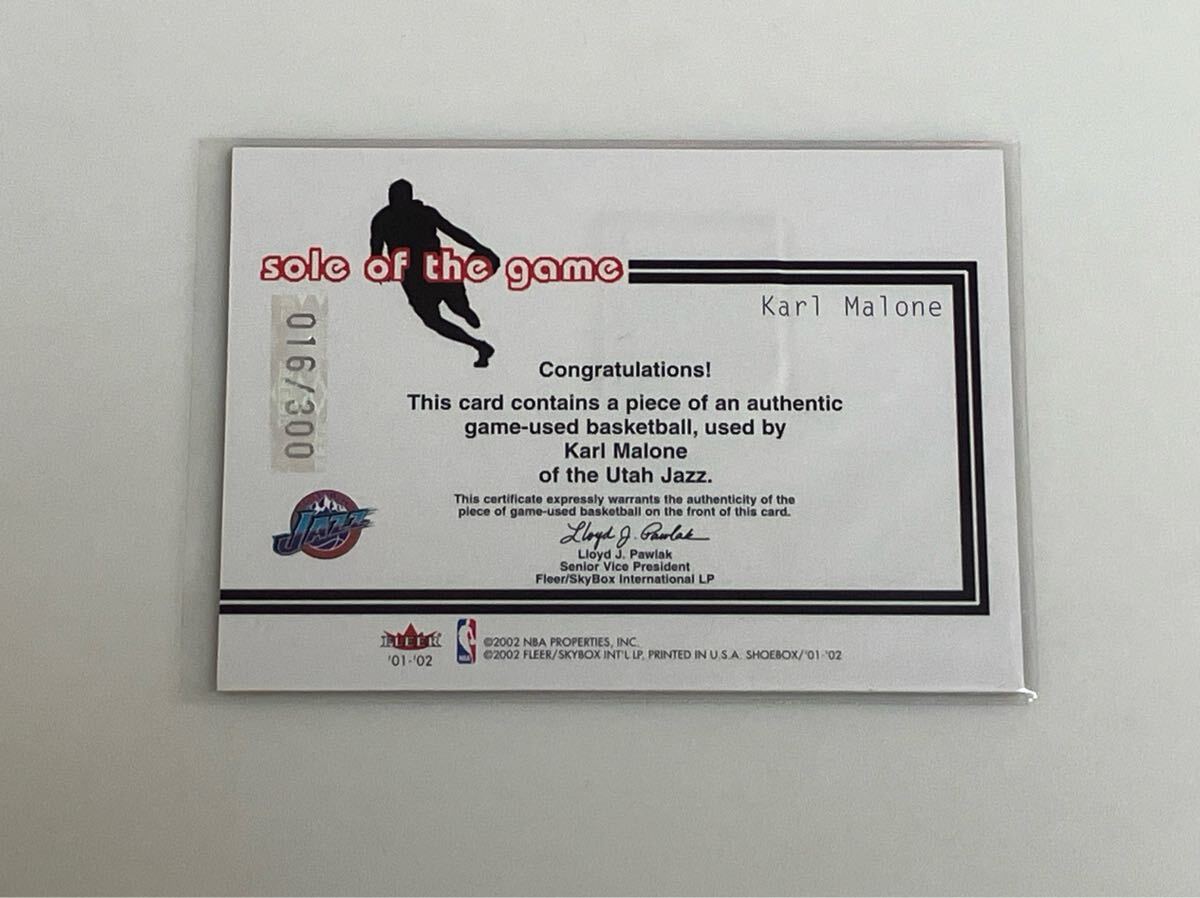 sole of the game
Karl Malone
016/300
Congratulations!
This card contains a piece of an authentic
game-used basketball, used by
Karl Malone
of the Utah Jazz.
This certificate expressly warrants the authenticity of the
piece of game-used basketball on the front of this card.
Lloyd J. Pawlak
Lloyd J. Pawlak
Senior Vice President
Fleer/SkyBox International LP
JAZZ
FLEER
'01-'02
NBA
©2002 NBA PROPERTIES, INC.
©2002 FLEER/SKYBOX INT'L LP, PRINTED IN U.S.A. SHOEBOX/'01-'02